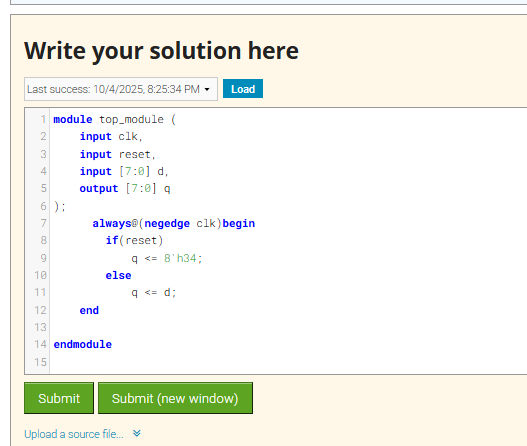 Write your solution here
Last success: 10/4/2025, 8:25:34 PM Load
1 module top_module (
2 input clk,
3 input reset,
4 input [7:0] d,
5 output [7:0] q
6 );
7 always@(negedge clk)begin
8 if(reset)
9 q <= 8'h34;
10 else
11 q <= d;
12 end
13
14 endmodule
15
Submit Submit (new window)
Upload a source file...